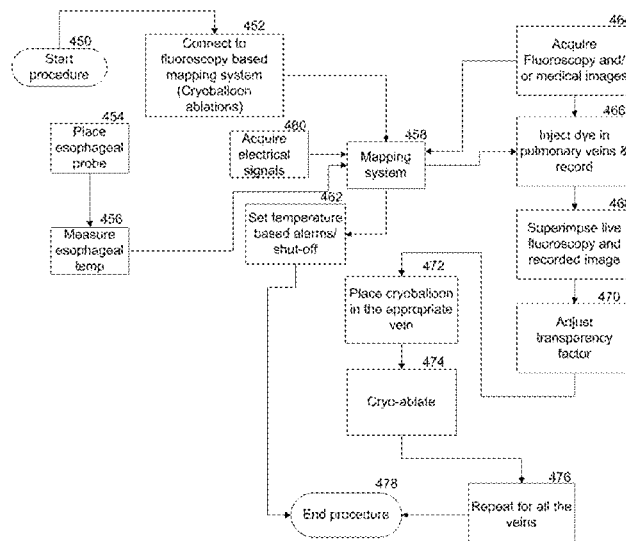 450
Start
procedure
452
Connect to
fluoroscopy based
mapping system
(Cryoballoon
ablations)
454
Place
esophageal
probe
456
Measure
esophageal
temp
460
Acquire
electrical
signals
458
Mapping
system
462
Set temperature
based alarms/
shut-off
464
Acquire
Fluoroscopy and/
or medical images
466
Inject dye in
pulmonary veins &
record
468
Superimpse live
fluoroscopy and
recorded image
470
Adjust
transparency
factor
472
Place cryoballoon
in the appropriate
vein
474
Cryo-ablate
476
Repeat for all the
veins
478
End procedure